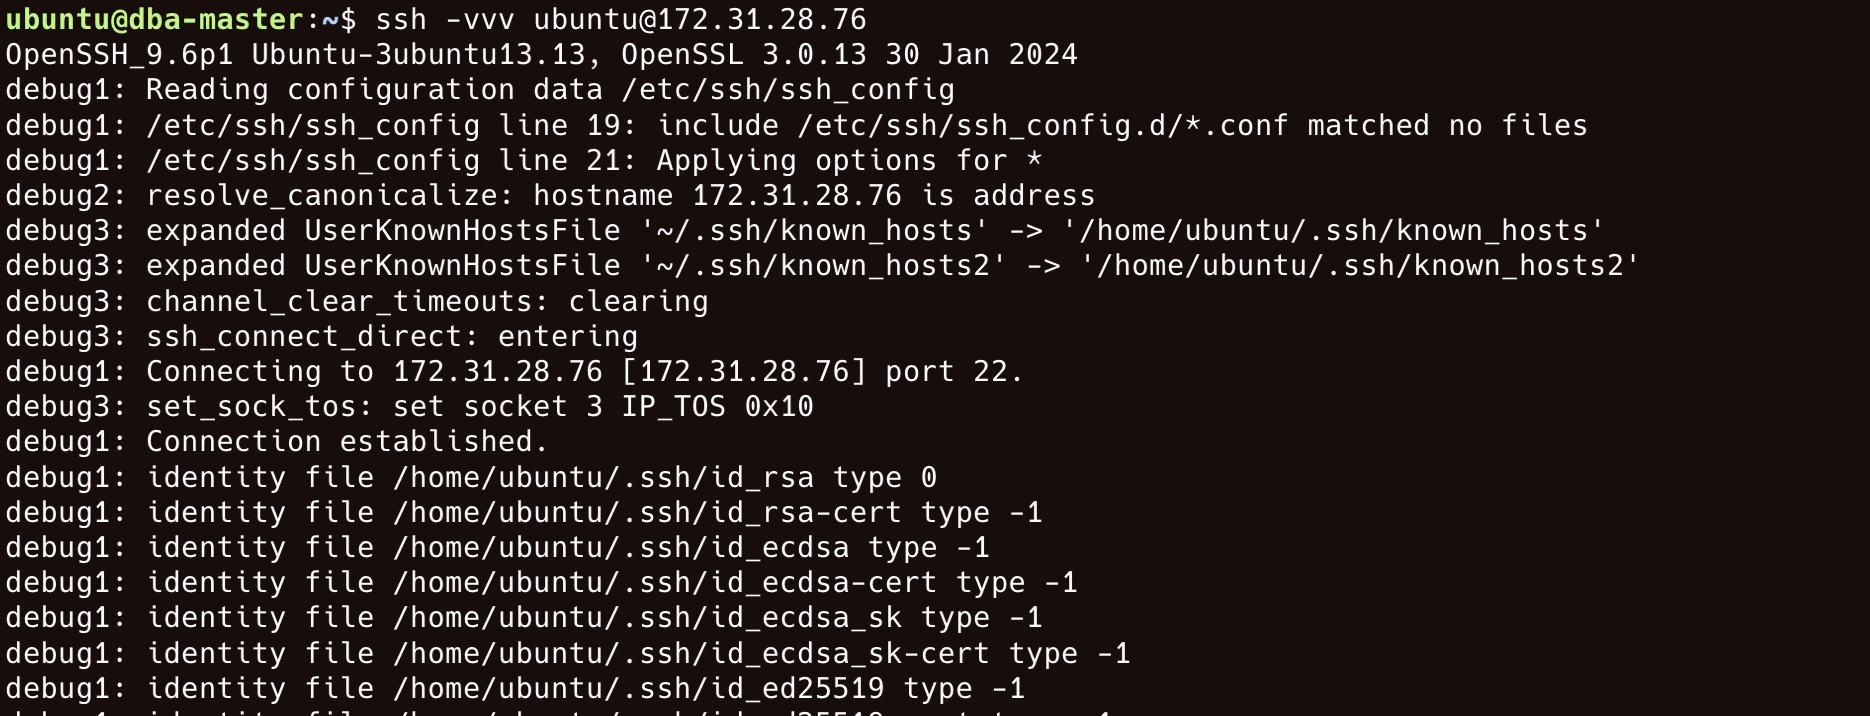 ubuntu@dba-master:~$ ssh -vvv ubuntu@172.31.28.76
OpenSSH_9.6p1 Ubuntu-3ubuntu13.13, OpenSSL 3.0.13 30 Jan 2024
debug1: Reading configuration data /etc/ssh/ssh_config
debug1: /etc/ssh/ssh_config line 19: include /etc/ssh/ssh_config.d/*.conf matched no files
debug1: /etc/ssh/ssh_config line 21: Applying options for *
debug2: resolve_canonicalize: hostname 172.31.28.76 is address
debug3: expanded UserKnownHostsFile '~/.ssh/known_hosts' -> '/home/ubuntu/.ssh/known_hosts'
debug3: expanded UserKnownHostsFile '~/.ssh/known_hosts2' -> '/home/ubuntu/.ssh/known_hosts2'
debug3: channel_clear_timeouts: clearing
debug3: ssh_connect_direct: entering
debug1: Connecting to 172.31.28.76 [172.31.28.76] port 22.
debug3: set_sock_tos: set socket 3 IP_TOS 0x10
debug1: Connection established.
debug1: identity file /home/ubuntu/.ssh/id_rsa type 0
debug1: identity file /home/ubuntu/.ssh/id_rsa-cert type -1
debug1: identity file /home/ubuntu/.ssh/id_ecdsa type -1
debug1: identity file /home/ubuntu/.ssh/id_ecdsa-cert type -1
debug1: identity file /home/ubuntu/.ssh/id_ecdsa_sk type -1
debug1: identity file /home/ubuntu/.ssh/id_ecdsa_sk-cert type -1
debug1: identity file /home/ubuntu/.ssh/id_ed25519 type -1